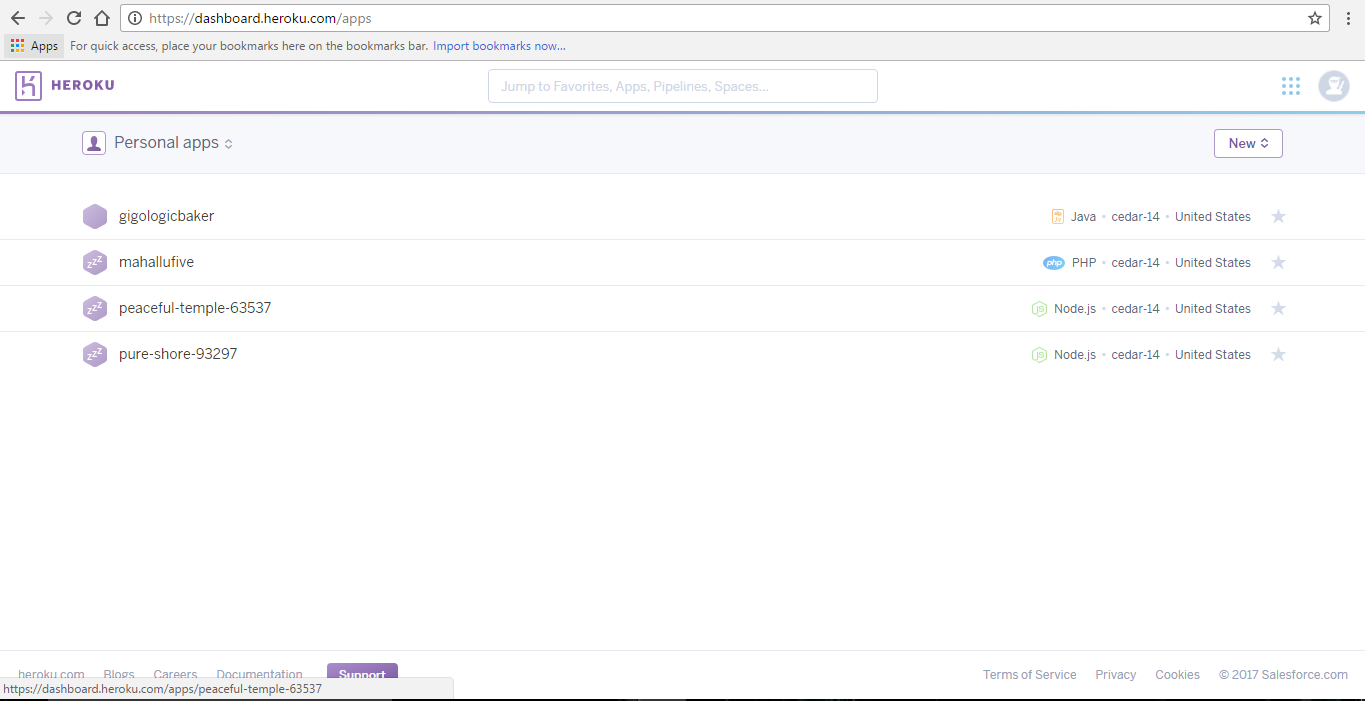 https://dashboard.heroku.com/apps
Apps For quick access, place your bookmarks here on the bookmarks bar. Import bookmarks now...
HEROKU Jump to Favorites, Apps, Pipelines, Spaces...
Personal apps New
gigologicbaker Java • cedar-14 • United States
zzz mahallufive php PHP • cedar-14 • United States
zzz peaceful-temple-63537 JS Node.js • cedar-14 • United States
zzz pure-shore-93297 JS Node.js • cedar-14 • United States
heroku.com Blogs Careers Documentation Support Terms of Service Privacy Cookies © 2017 Salesforce.com
https://dashboard.heroku.com/apps/peaceful-temple-63537